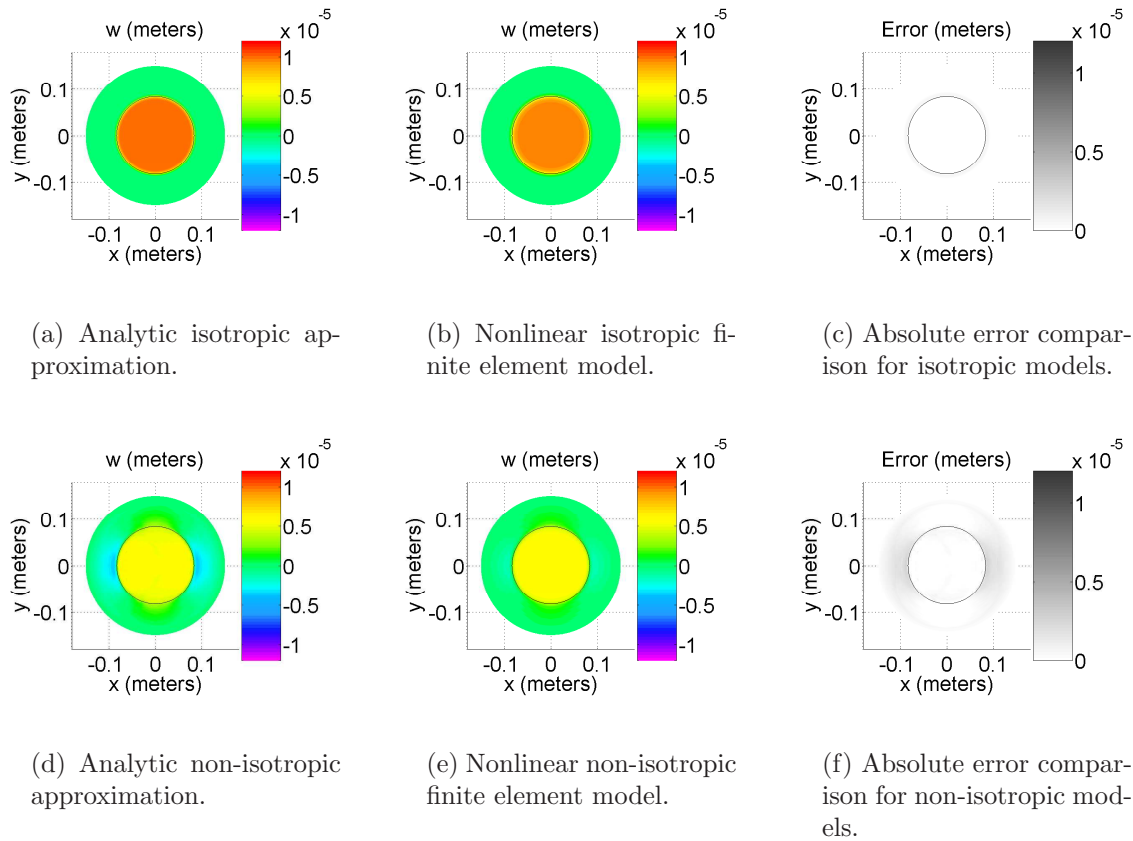 w (meters)
x 10^-5
y (meters)
0.1
0
-0.1
-0.1 0 0.1
x (meters)
1
0.5
0
-0.5
-1
w (meters)
x 10^-5
y (meters)
0.1
0
-0.1
-0.1 0 0.1
x (meters)
1
0.5
0
-0.5
-1
Error (meters)
x 10^-5
y (meters)
0.1
0
-0.1
-0.1 0 0.1
x (meters)
1
0.5
0
(a) Analytic isotropic ap-
proximation.
(b) Nonlinear isotropic fi-
nite element model.
(c) Absolute error compar-
ison for isotropic models.
w (meters)
x 10^-5
y (meters)
0.1
0
-0.1
-0.1 0 0.1
x (meters)
1
0.5
0
-0.5
-1
w (meters)
x 10^-5
y (meters)
0.1
0
-0.1
-0.1 0 0.1
x (meters)
1
0.5
0
-0.5
-1
Error (meters)
x 10^-5
y (meters)
0.1
0
-0.1
-0.1 0 0.1
x (meters)
1
0.5
0
(d) Analytic non-isotropic
approximation.
(e) Nonlinear non-isotropic
finite element model.
(f) Absolute error compar-
ison for non-isotropic mod-
els.